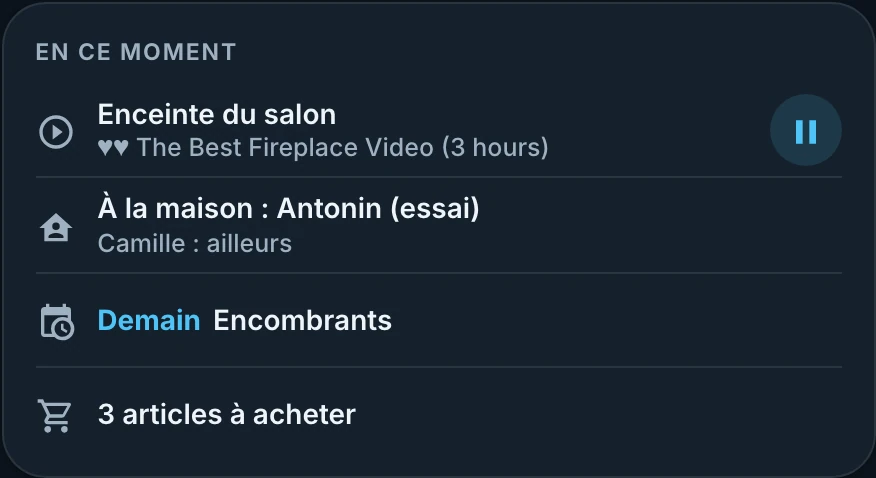 EN CE MOMENT
Enceinte du salon
♥♥ The Best Fireplace Video (3 hours)
À la maison : Antonin (essai)
Camille : ailleurs
Demain Encombrants
3 articles à acheter